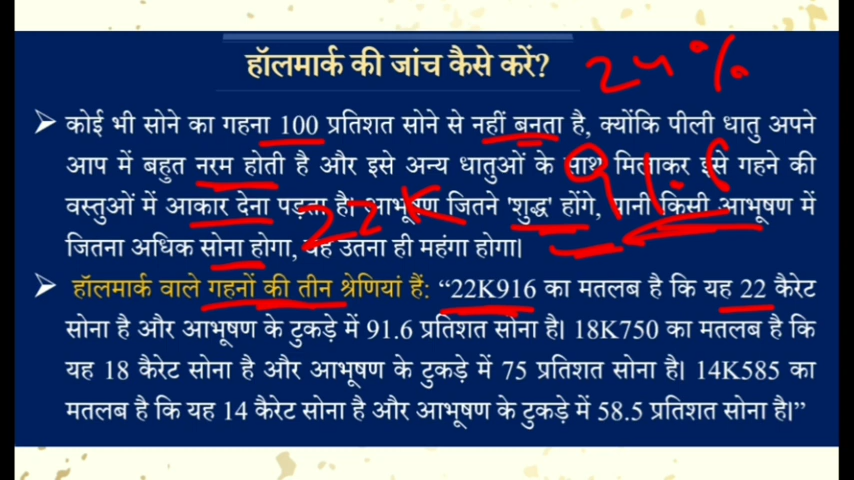 हॉलमार्क की जांच कैसे करें?
24%
➤ कोई भी सोने का गहना 100 प्रतिशत सोने से नहीं बनता है, क्योंकि पीली धातु अपने
आप में बहुत नरम होती है और इसे अन्य धातुओं के साथ मिलाकर इसे गहने की
91.6
वस्तुओं में आकार देना पड़ता है। आभूषण जितने 'शुद्ध' होंगे, यानी किसी आभूषण में
22K
जितना अधिक सोना होगा, वह उतना ही महंगा होगा।
➤ हॉलमार्क वाले गहनों की तीन श्रेणियां हैं: “22K916 का मतलब है कि यह 22 कैरेट
सोना है और आभूषण के टुकड़े में 91.6 प्रतिशत सोना है। 18K750 का मतलब है कि
यह 18 कैरेट सोना है और आभूषण के टुकड़े में 75 प्रतिशत सोना है। 14K585 का
मतलब है कि यह 14 कैरेट सोना है और आभूषण के टुकड़े में 58.5 प्रतिशत सोना है।”